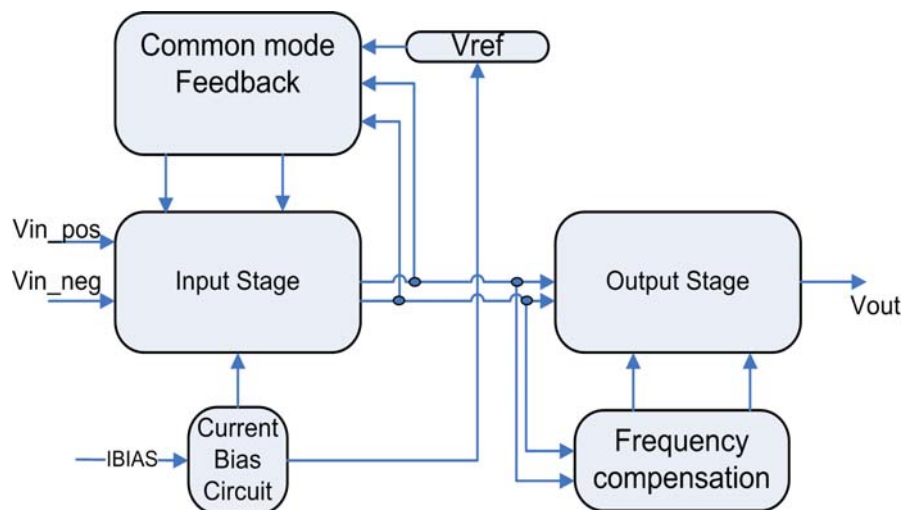 Common mode
Feedback
Vref
Vin_pos
Vin_neg
Input Stage
Output Stage
Vout
IBIAS
Current
Bias
Circuit
Frequency
compensation